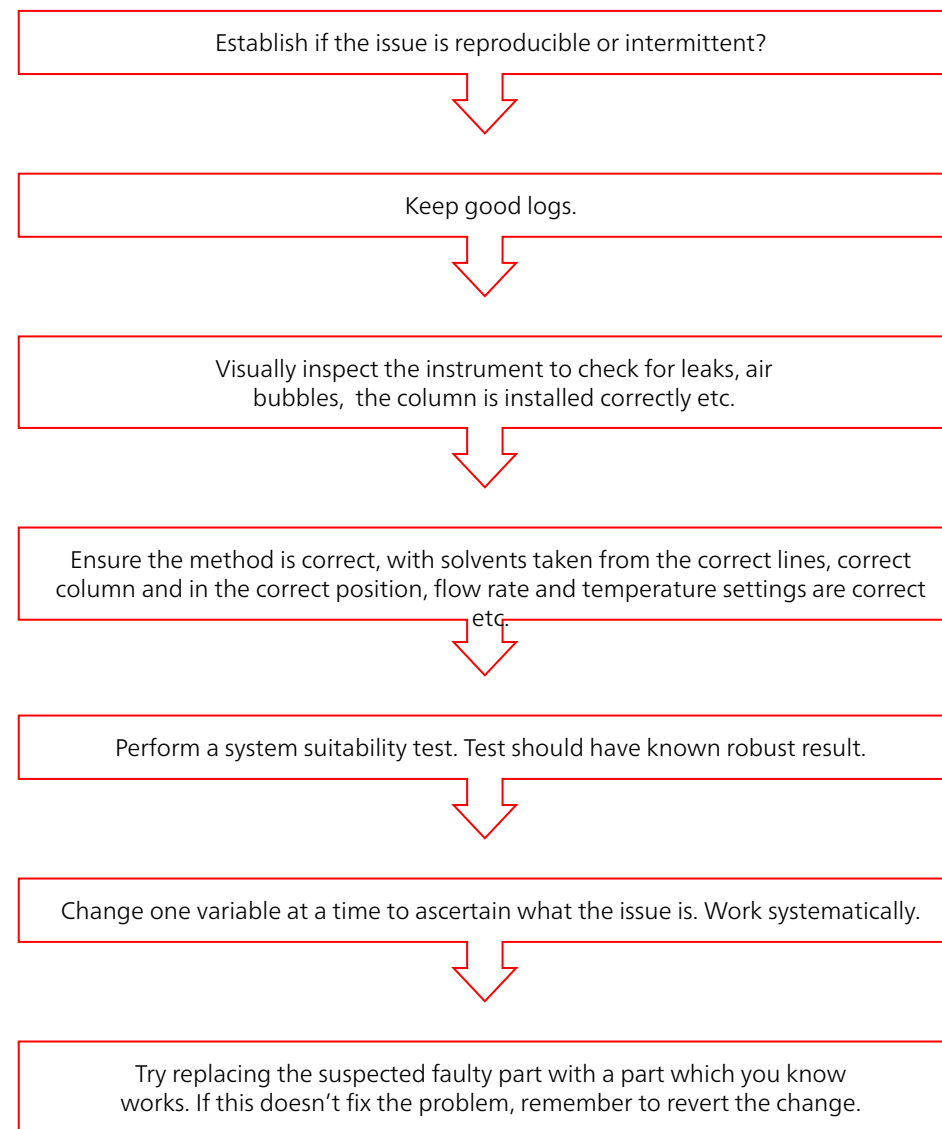 Establish if the issue is reproducible or intermittent?
Keep good logs.
Visually inspect the instrument to check for leaks, air
bubbles,  the column is installed correctly etc.
Ensure the method is correct, with solvents taken from the correct lines, correct
column and in the correct position, flow rate and temperature settings are correct
etc.
Perform a system suitability test. Test should have known robust result.
Change one variable at a time to ascertain what the issue is. Work systematically.
Try replacing the suspected faulty part with a part which you know
works. If this doesn’t fix the problem, remember to revert the change.